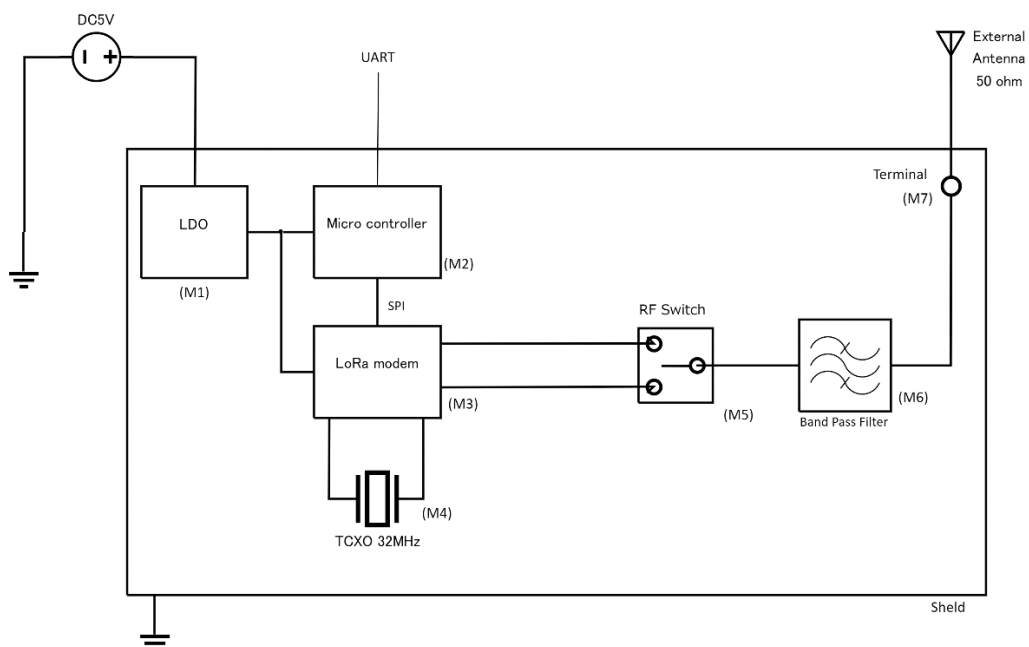 DC5V
UART
External
Antenna
50 ohm
Terminal
(M7)
LDO
Micro controller
(M1)
(M2)
SPI
RF Switch
LoRa modem
(M3)
(M5)
(M6)
Band Pass Filter
(M4)
TCXO 32MHz
Sheld